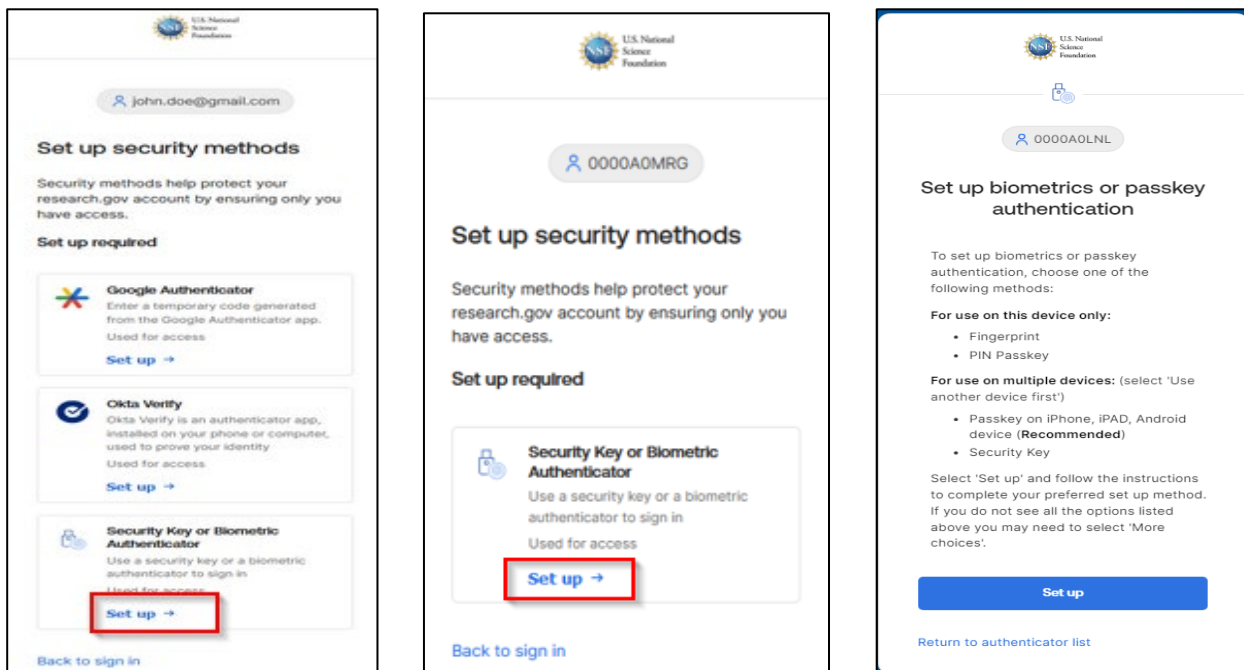 U.S. National
Science
Foundation
NSF
john.doe@gmail.com
Set up security methods
Security methods help protect your
research.gov account by ensuring only you
have access.
Set up required
Google Authenticator
Enter a temporary code generated
from the Google Authenticator app.
Used for access
Set up →
Okta Verify
Okta Verify is an authenticator app,
installed on your phone or computer,
used to prove your identity
Used for access
Set up →
Security Key or Biometric
Authenticator
Use a security key or a biometric
authenticator to sign in
Used for access
Set up →
Back to sign in
NSF
U.S. National
Science
Foundation
0000A0MRG
Set up security methods
Security methods help protect your
research.gov account by ensuring only you
have access.
Set up required
Security Key or Biometric
Authenticator
Use a security key or a biometric
authenticator to sign in
Used for access
Set up →
Back to sign in
NSF
U.S. National
Science
Foundation
0000A0LNL
Set up biometrics or passkey
authentication
To set up biometrics or passkey
authentication, choose one of the
following methods:
For use on this device only:
• Fingerprint
• PIN Passkey
For use on multiple devices: (select 'Use
another device first')
• Passkey on iPhone, iPAD, Android
device (Recommended)
• Security Key
Select 'Set up' and follow the instructions
to complete your preferred set up method.
If you do not see all the options listed
above you may need to select 'More
choices'.
Set up
Return to authenticator list